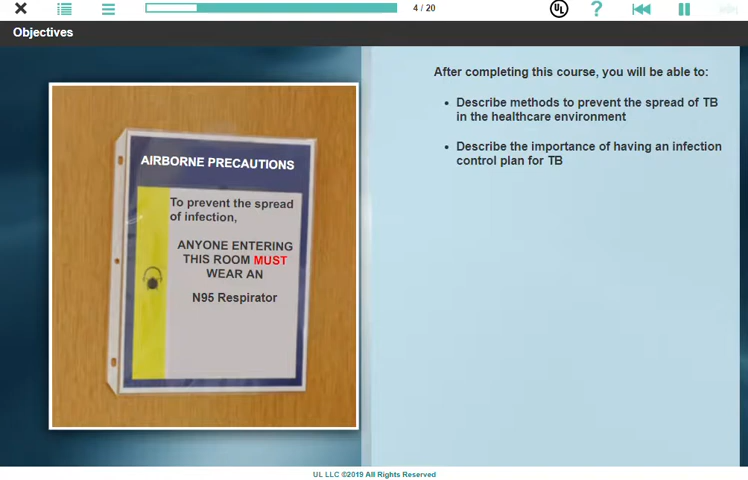 4 / 20
UL
?
Objectives
After completing this course, you will be able to:
• Describe methods to prevent the spread of TB
in the healthcare environment
• Describe the importance of having an infection
control plan for TB
AIRBORNE PRECAUTIONS
To prevent the spread
of infection,
ANYONE ENTERING
THIS ROOM MUST
WEAR AN
N95 Respirator
UL LLC ©2019 All Rights Reserved